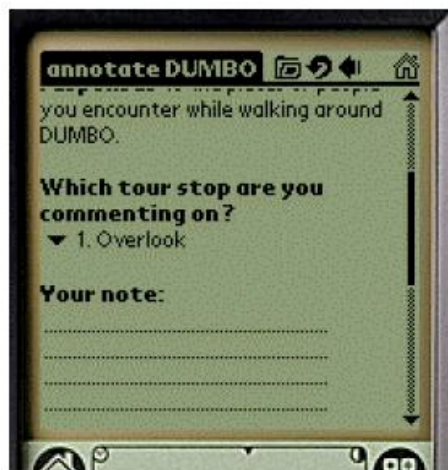 annotate DUMBO
you encounter while walking around
DUMBO.
Which tour stop are you
commenting on?
1. Overlook
Your note: